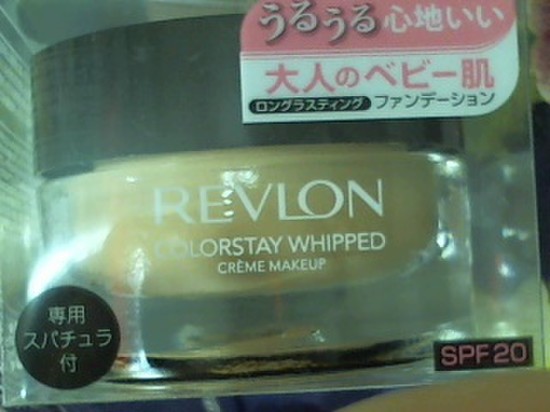 うるうる心地いい
大人のベビー肌
ロングラスティング ファンデーション
REVLON
COLORSTAY WHIPPED
CRÈME MAKEUP
専用
スパチュラ
付
SPF 20